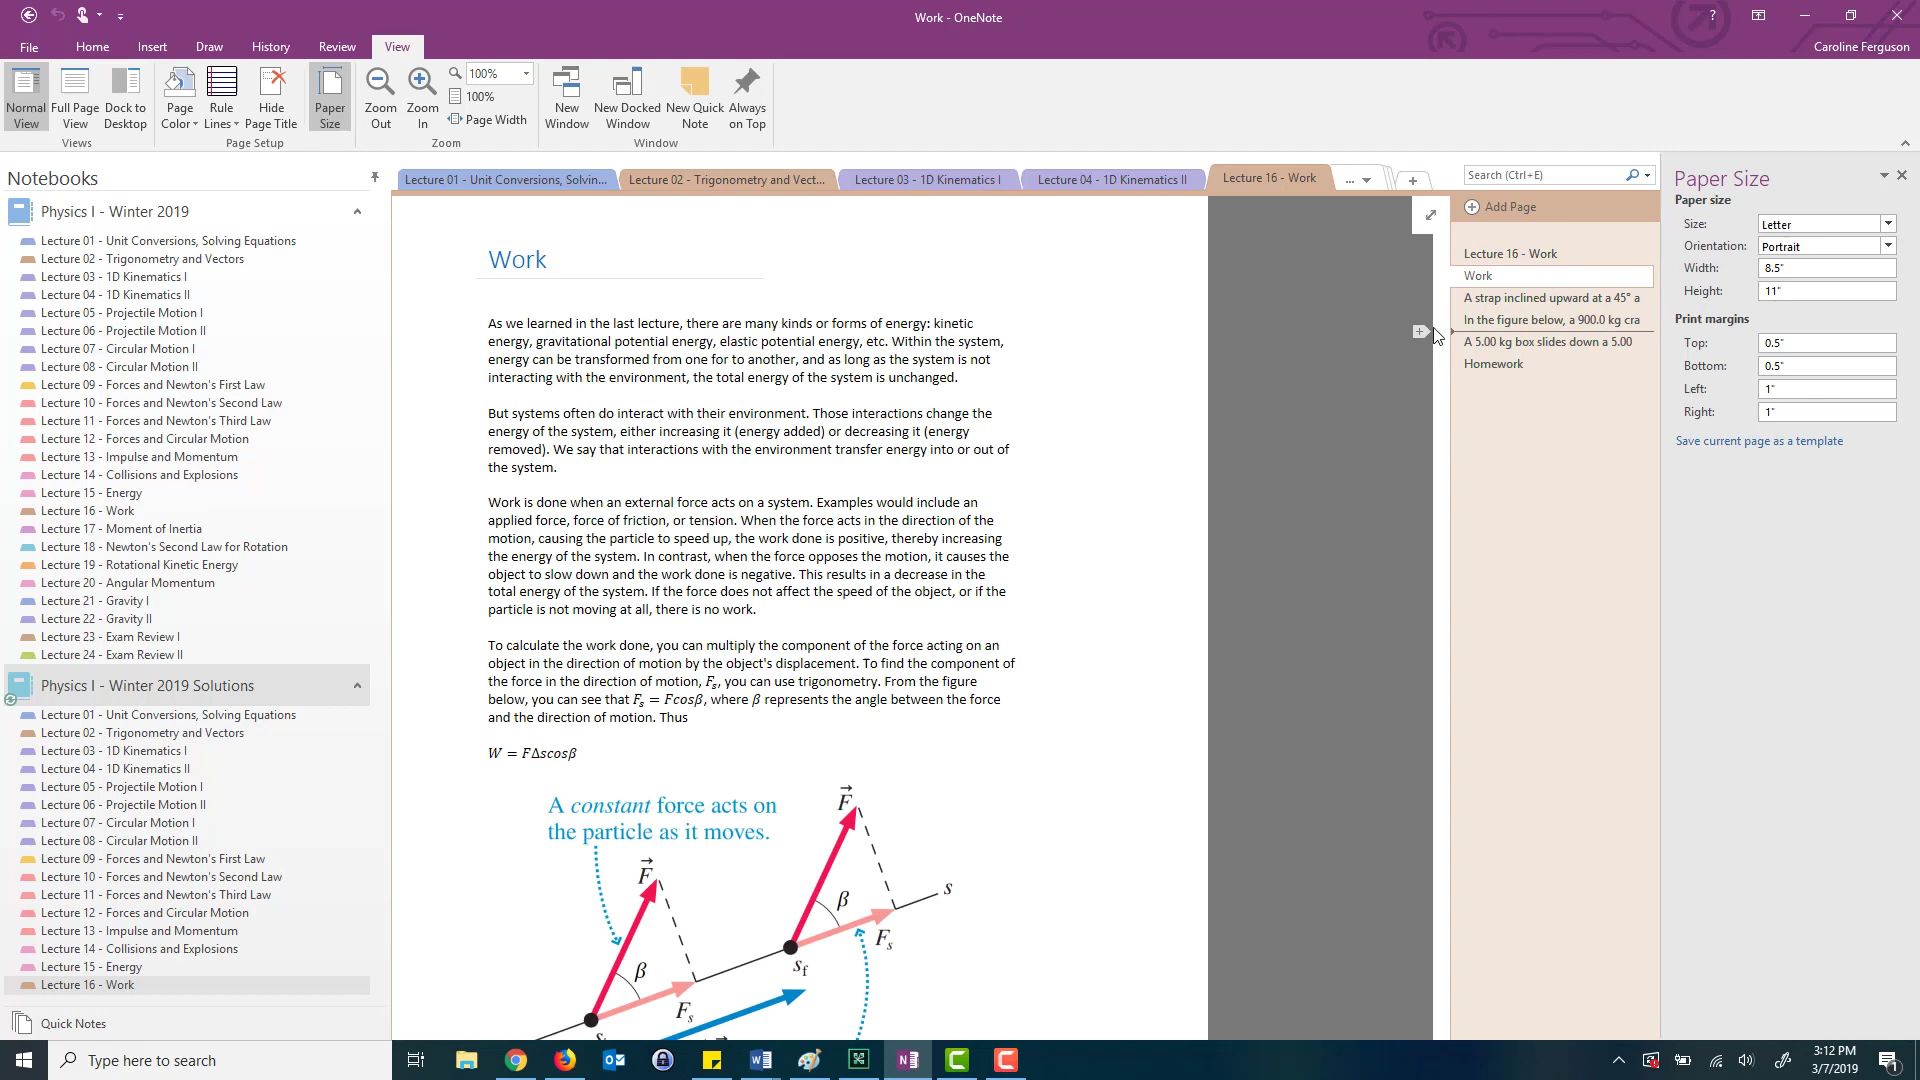 Work - OneNote
?
File
Home
Insert
Draw
History
Review
View
Caroline Ferguson
Normal View
Full Page View
Dock to Desktop
Views
Page Color
Rule Lines
Hide Page Title
Paper Size
Page Setup
Zoom Out
Zoom In
100%
100%
Page Width
Zoom
New Window
New Docked Window
New Quick Note
Always on Top
Window
Notebooks
Physics I - Winter 2019
Lecture 01 - Unit Conversions, Solving Equations
Lecture 02 - Trigonometry and Vectors
Lecture 03 - 1D Kinematics I
Lecture 04 - 1D Kinematics II
Lecture 05 - Projectile Motion I
Lecture 06 - Projectile Motion II
Lecture 07 - Circular Motion I
Lecture 08 - Circular Motion II
Lecture 09 - Forces and Newton's First Law
Lecture 10 - Forces and Newton's Second Law
Lecture 11 - Forces and Newton's Third Law
Lecture 12 - Forces and Circular Motion
Lecture 13 - Impulse and Momentum
Lecture 14 - Collisions and Explosions
Lecture 15 - Energy
Lecture 16 - Work
Lecture 17 - Moment of Inertia
Lecture 18 - Newton's Second Law for Rotation
Lecture 19 - Rotational Kinetic Energy
Lecture 20 - Angular Momentum
Lecture 21 - Gravity I
Lecture 22 - Gravity II
Lecture 23 - Exam Review I
Lecture 24 - Exam Review II
Physics I - Winter 2019 Solutions
Lecture 01 - Unit Conversions, Solving Equations
Lecture 02 - Trigonometry and Vectors
Lecture 03 - 1D Kinematics I
Lecture 04 - 1D Kinematics II
Lecture 05 - Projectile Motion I
Lecture 06 - Projectile Motion II
Lecture 07 - Circular Motion I
Lecture 08 - Circular Motion II
Lecture 09 - Forces and Newton's First Law
Lecture 10 - Forces and Newton's Second Law
Lecture 11 - Forces and Newton's Third Law
Lecture 12 - Forces and Circular Motion
Lecture 13 - Impulse and Momentum
Lecture 14 - Collisions and Explosions
Lecture 15 - Energy
Lecture 16 - Work
Quick Notes
Lecture 01 - Unit Conversions, Solvin...
Lecture 02 - Trigonometry and Vect...
Lecture 03 - 1D Kinematics I
Lecture 04 - 1D Kinematics II
Lecture 16 - Work
...
Work
As we learned in the last lecture, there are many kinds or forms of energy: kinetic
energy, gravitational potential energy, elastic potential energy, etc. Within the system,
energy can be transformed from one for to another, and as long as the system is not
interacting with the environment, the total energy of the system is unchanged.
But systems often do interact with their environment. Those interactions change the
energy of the system, either increasing it (energy added) or decreasing it (energy
removed). We say that interactions with the environment transfer energy into or out of
the system.
Work is done when an external force acts on a system. Examples would include an
applied force, force of friction, or tension. When the force acts in the direction of the
motion, causing the particle to speed up, the work done is positive, thereby increasing
the energy of the system. In contrast, when the force opposes the motion, it causes the
object to slow down and the work done is negative. This results in a decrease in the
total energy of the system. If the force does not affect the speed of the object, or if the
particle is not moving at all, there is no work.
To calculate the work done, you can multiply the component of the force acting on an
object in the direction of motion by the object's displacement. To find the component of
the force in the direction of motion, Fₛ, you can use trigonometry. From the figure
below, you can see that Fₛ = Fcosβ, where β represents the angle between the force
and the direction of motion. Thus
W = FΔscosβ
A constant force acts on
the particle as it moves.
F⃗
F⃗
β
s
Fₛ
s_f
β
Fₛ
Search (Ctrl+E)
Add Page
Lecture 16 - Work
Work
A strap inclined upward at a 45° a
In the figure below, a 900.0 kg cra
A 5.00 kg box slides down a 5.00
Homework
Paper Size
Paper size
Size: Letter
Orientation: Portrait
Width: 8.5"
Height: 11"
Print margins
Top: 0.5"
Bottom: 0.5"
Left: 1"
Right: 1"
Save current page as a template
Type here to search
3:12 PM
3/7/2019
1